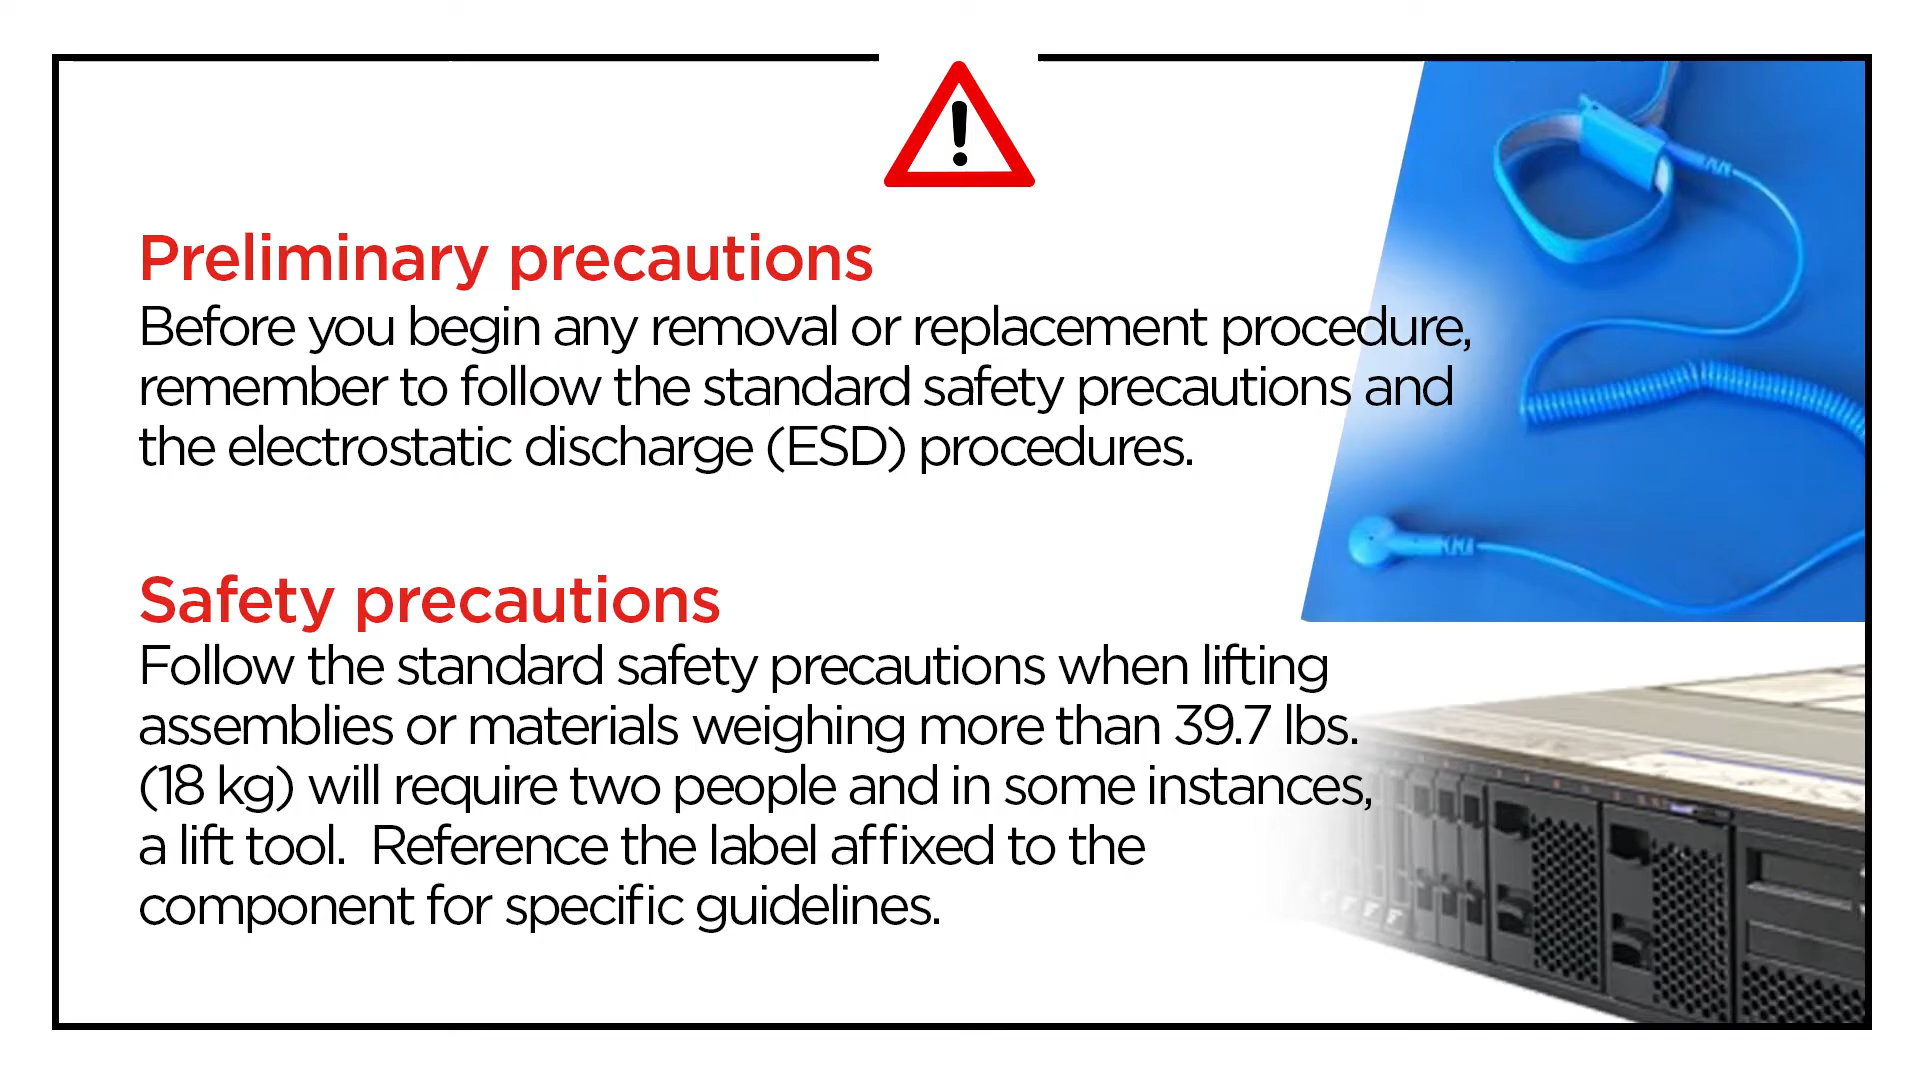 Preliminary precautions
Before you begin any removal or replacement procedure,
remember to follow the standard safety precautions and
the electrostatic discharge (ESD) procedures.
Safety precautions
Follow the standard safety precautions when lifting
assemblies or materials weighing more than 39.7 lbs.
(18 kg) will require two people and in some instances,
a lift tool.  Reference the label affixed to the
component for specific guidelines.